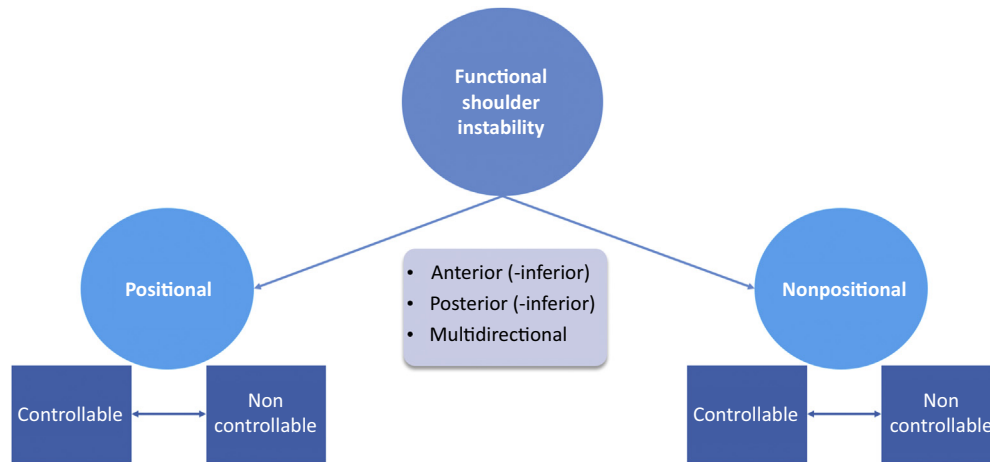 Functional
shoulder
instability
Positional
• Anterior (-inferior)
• Posterior (-inferior)
• Multidirectional
Nonpositional
Controllable
Non
controllable
Controllable
Non
controllable